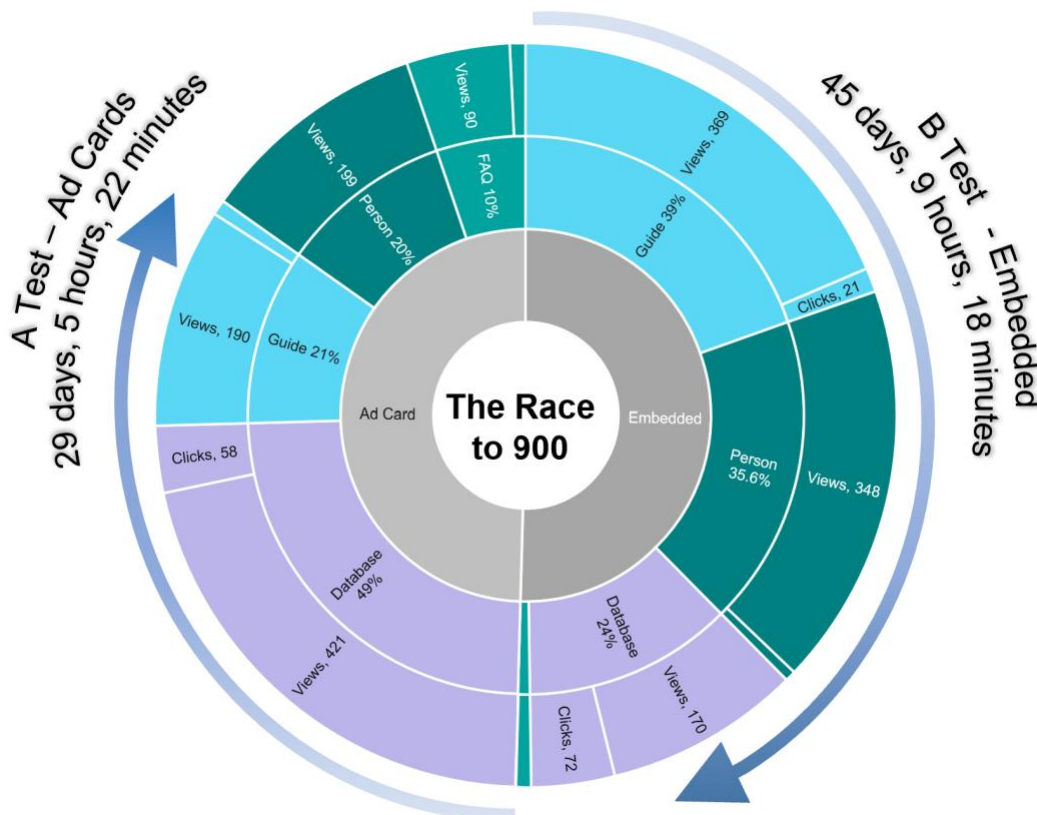 The Race
to 900
Ad Card
Embedded
A Test – Ad Cards
29 days, 5 hours, 22 minutes
B Test - Embedded
45 days, 9 hours, 18 minutes
Guide 39%
Views, 369
Clicks, 21
Person
35.6%
Views, 348
Database
24%
Views, 170
Clicks, 72
Database
49%
Views, 421
Clicks, 58
Guide 21%
Views, 190
Person 20%
Views, 199
FAQ 10%
Views, 90